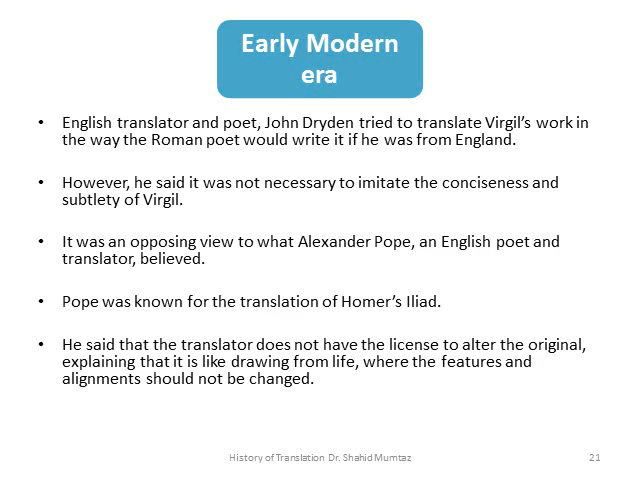 Early Modern
era
• English translator and poet, John Dryden tried to translate Virgil’s work in
the way the Roman poet would write it if he was from England.
• However, he said it was not necessary to imitate the conciseness and
subtlety of Virgil.
• It was an opposing view to what Alexander Pope, an English poet and
translator, believed.
• Pope was known for the translation of Homer’s Iliad.
• He said that the translator does not have the license to alter the original,
explaining that it is like drawing from life, where the features and
alignments should not be changed.
History of Translation Dr. Shahid Mumtaz
21